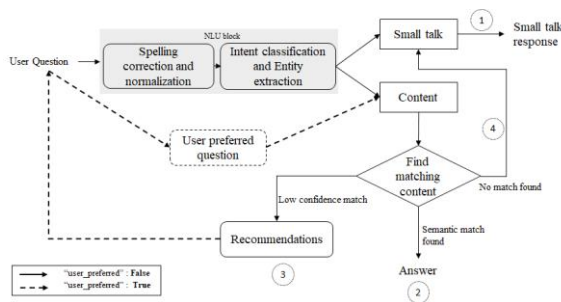 NLU block
1
Spelling
correction and
normalization
Intent classification
and Entity
extraction
Small talk
Small talk
response
User Question
Content
4
User preferred
question
Find
matching
content
No match found
Low confidence match
Recommendations
Semantic match
found
3
Answer
2
"user_preferred" : False
"user_preferred" : True